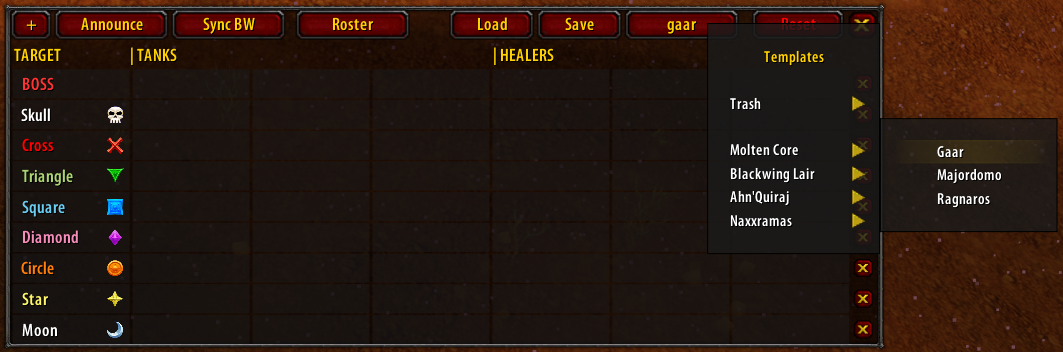 + Announce Sync BW Roster Load Save gaar Reset
TARGET | TANKS | HEALERS
Templates
BOSS
Skull
Cross
Triangle
Square
Diamond
Circle
Star
Moon
Trash
Molten Core
Blackwing Lair
Ahn'Quiraj
Naxxramas
Gaar
Majordomo
Ragnaros